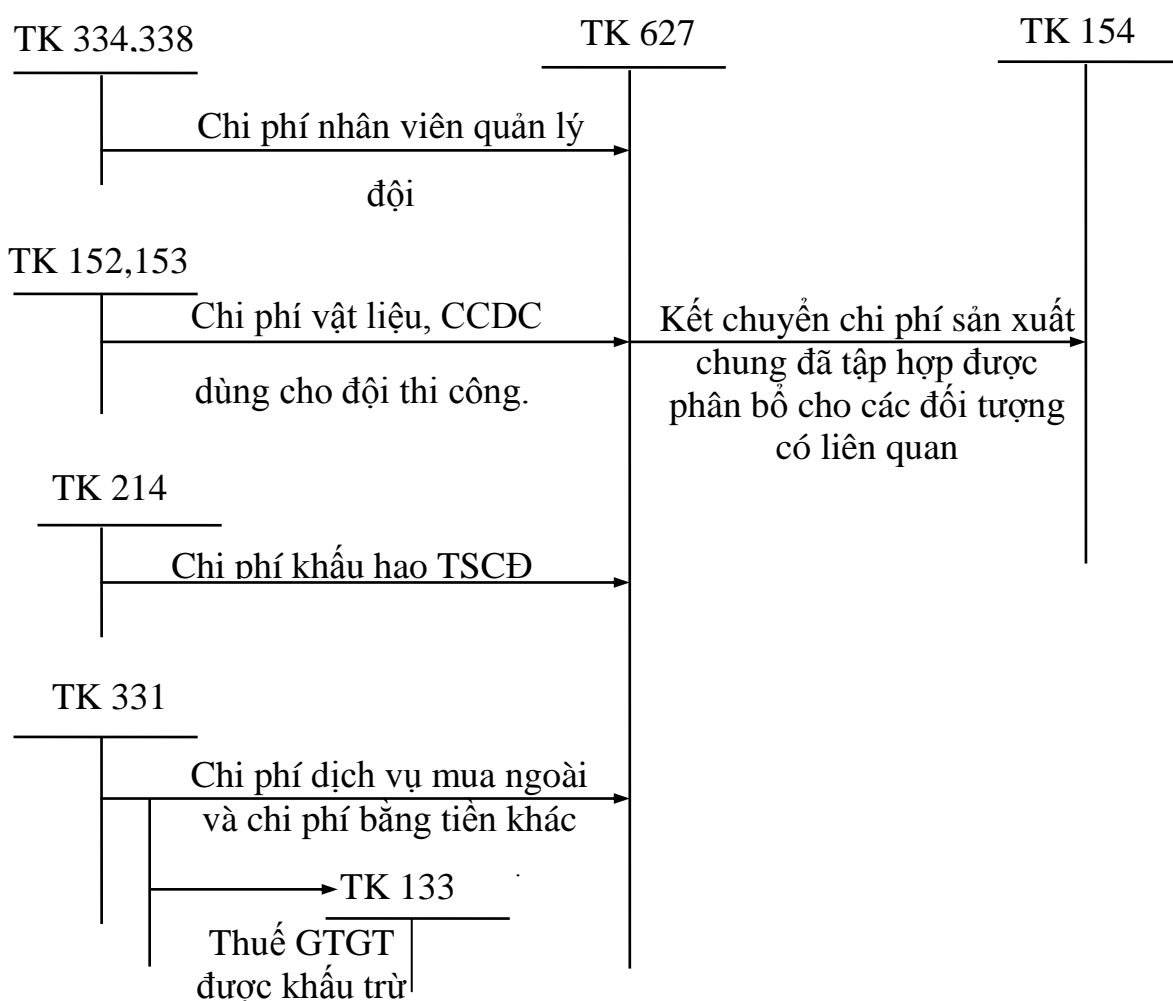 TK 334,338
TK 627
TK 154
Chi phí nhân viên quản lý
đội
TK 152,153
Chi phí vật liệu, CCDC
dùng cho đội thi công.
Kết chuyển chi phí sản xuất
chung đã tập hợp được
phân bổ cho các đối tượng
có liên quan
TK 214
Chi phí khấu hao TSCĐ
TK 331
Chi phí dịch vụ mua ngoài
và chi phí bằng tiền khác
TK 133
Thuế GTGT
được khấu trừ